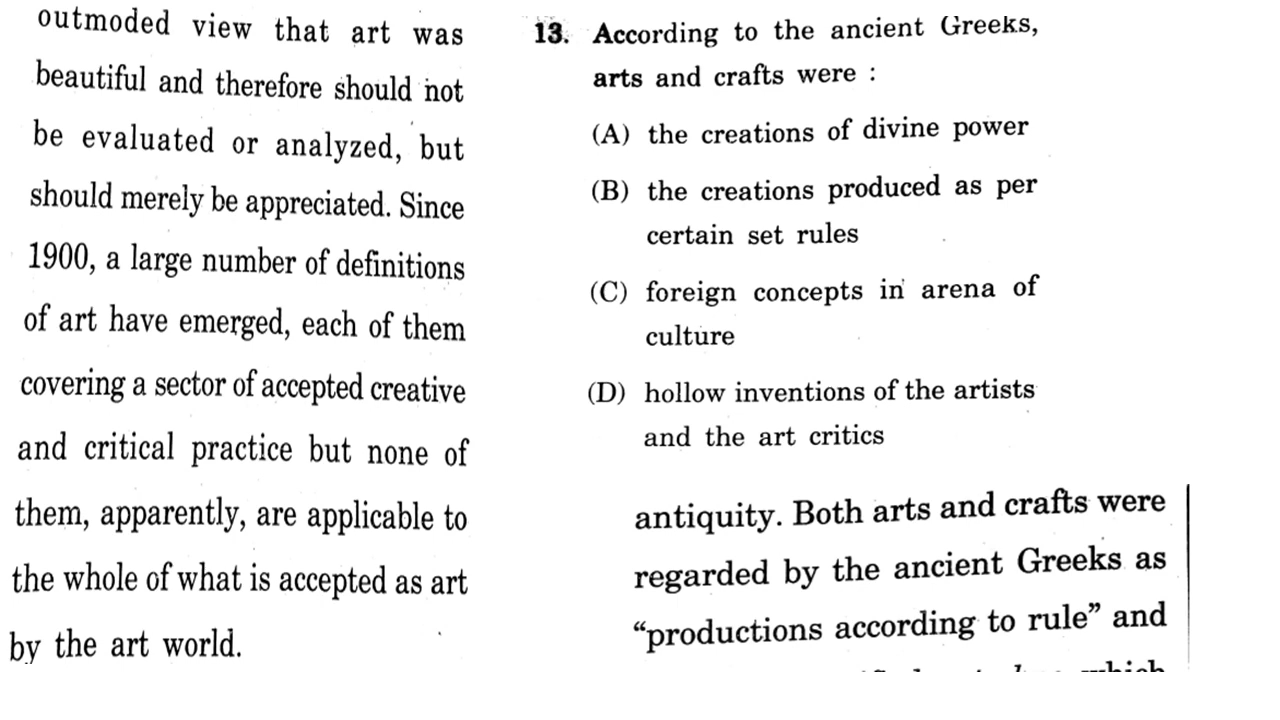 outmoded view that art was
beautiful and therefore should not
be evaluated or analyzed, but
should merely be appreciated. Since
1900, a large number of definitions
of art have emerged, each of them
covering a sector of accepted creative
and critical practice but none of
them, apparently, are applicable to
the whole of what is accepted as art
by the art world.
13. According to the ancient Greeks,
arts and crafts were :
(A) the creations of divine power
(B) the creations produced as per
certain set rules
(C) foreign concepts in arena of
culture
(D) hollow inventions of the artists
and the art critics
antiquity. Both arts and crafts were
regarded by the ancient Greeks as
“productions according to rule” and
which